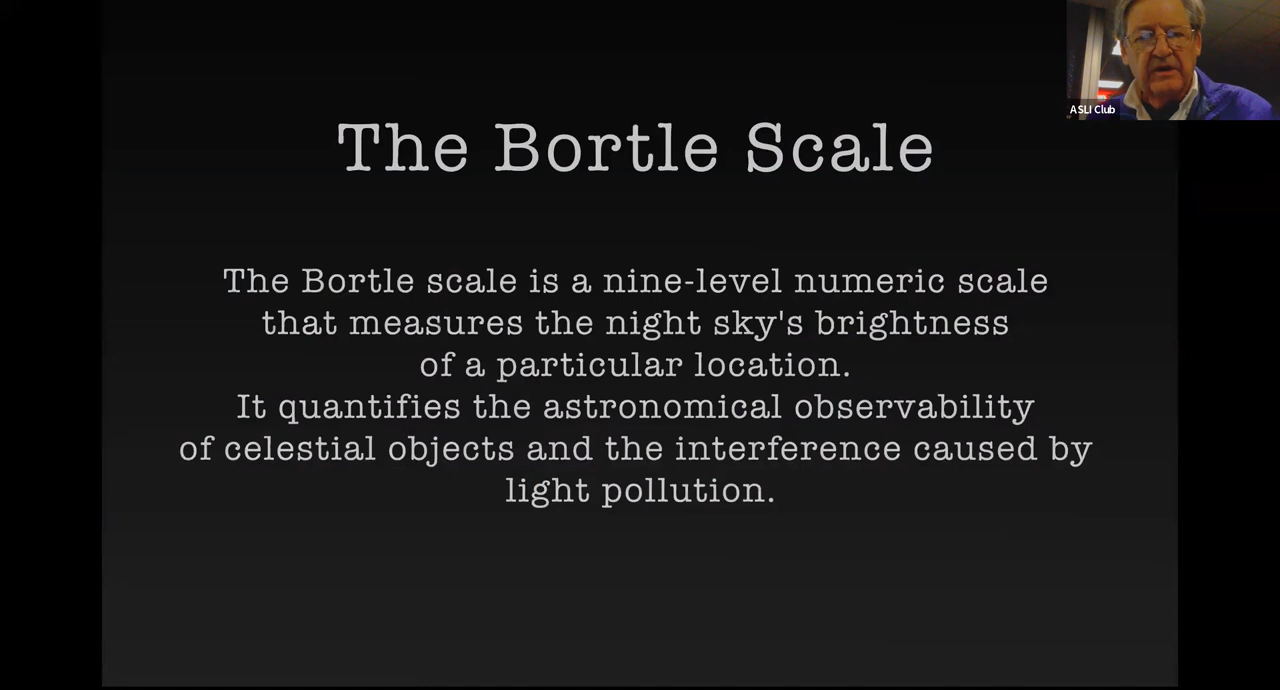 ASLI Club
The Bortle Scale
The Bortle scale is a nine-level numeric scale
that measures the night sky's brightness
of a particular location.
It quantifies the astronomical observability
of celestial objects and the interference caused by
light pollution.